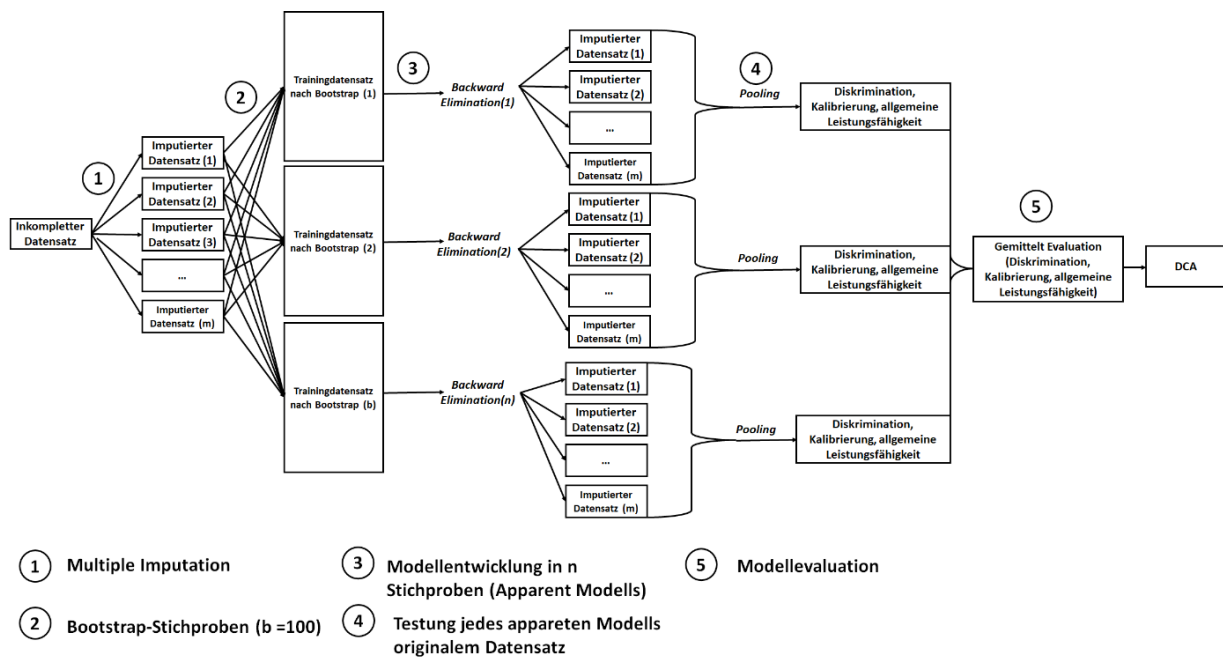 1
Inkompletter
Datensatz
Imputierter
Datensatz (1)
Imputierter
Datensatz (2)
Imputierter
Datensatz (3)
...
Imputierter
Datensatz (m)
2
Trainingdatensatz
nach Bootstrap (1)
Trainingdatensatz
nach Bootstrap (2)
Trainingdatensatz
nach Bootstrap (b)
3
Backward
Elimination(1)
Imputierter
Datensatz (1)
Imputierter
Datensatz (2)
...
Imputierter
Datensatz (m)
4
Pooling
Diskrimination,
Kalibrierung, allgemeine
Leistungsfähigkeit
Backward
Elimination(2)
Imputierter
Datensatz (1)
Imputierter
Datensatz (2)
...
Imputierter
Datensatz (m)
Pooling
Diskrimination,
Kalibrierung, allgemeine
Leistungsfähigkeit
Backward
Elimination(n)
Imputierter
Datensatz (1)
Imputierter
Datensatz (2)
...
Imputierter
Datensatz (m)
Pooling
Diskrimination,
Kalibrierung, allgemeine
Leistungsfähigkeit
5
Gemittelt Evaluation
(Diskrimination,
Kalibrierung, allgemeine
Leistungsfähigkeit)
DCA
1 Multiple Imputation
2 Bootstrap-Stichproben (b =100)
3 Modellentwicklung in n
Stichproben (Apparent Modells)
4 Testung jedes appareten Modells
originalem Datensatz
5 Modellevaluation